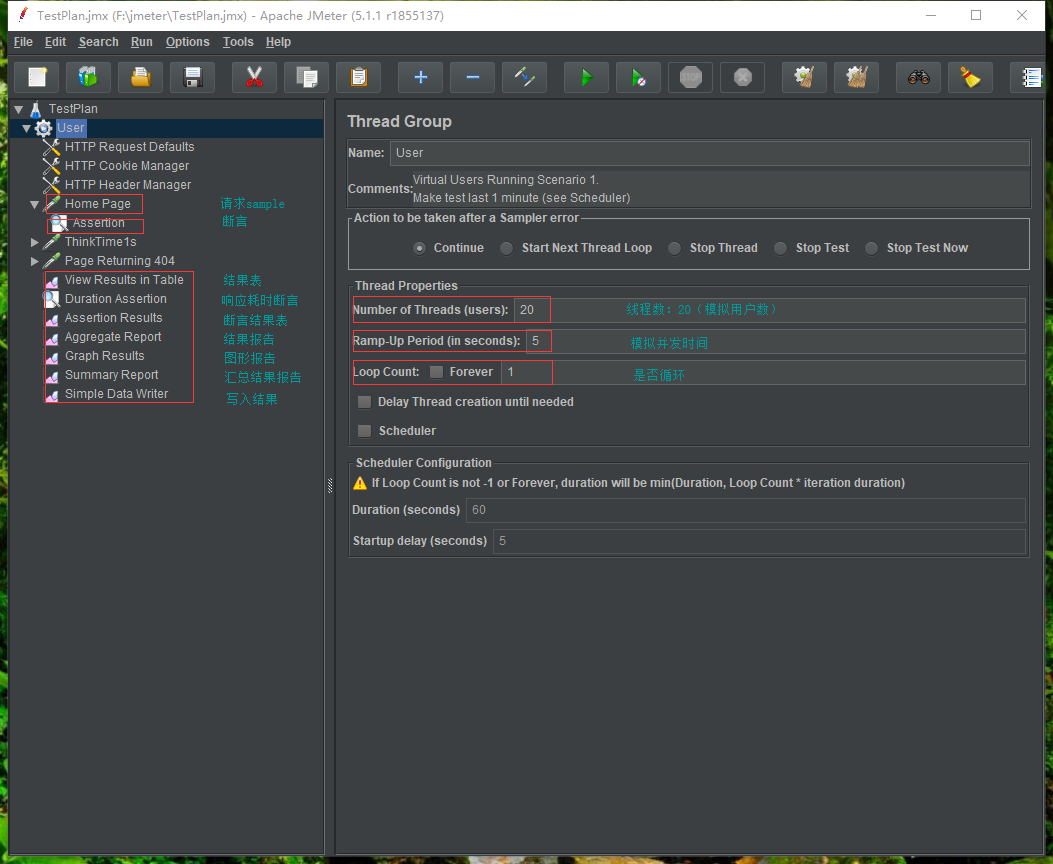 TestPlan.jmx (F:\jmeter\TestPlan.jmx) - Apache JMeter (5.1.1 r1855137)
File Edit Search Run Options Tools Help
STOP
TestPlan
User
HTTP Request Defaults
HTTP Cookie Manager
HTTP Header Manager
Home Page 请求sample
Assertion 断言
ThinkTime1s
Page Returning 404
View Results in Table 结果表
Duration Assertion 响应耗时断言
Assertion Results 断言结果表
Aggregate Report 结果报告
Graph Results 图形报告
Summary Report 汇总结果报告
Simple Data Writer 写入结果
Thread Group
Name: User
Comments: Virtual Users Running Scenario 1.
Make test last 1 minute (see Scheduler)
Action to be taken after a Sampler error
Continue Start Next Thread Loop Stop Thread Stop Test Stop Test Now
Thread Properties
Number of Threads (users): 20 线程数：20（模拟用户数）
Ramp-Up Period (in seconds): 5 模拟并发时间
Loop Count: Forever 1 是否循环
Delay Thread creation until needed
Scheduler
Scheduler Configuration
If Loop Count is not -1 or Forever, duration will be min(Duration, Loop Count * iteration duration)
Duration (seconds) 60
Startup delay (seconds) 5